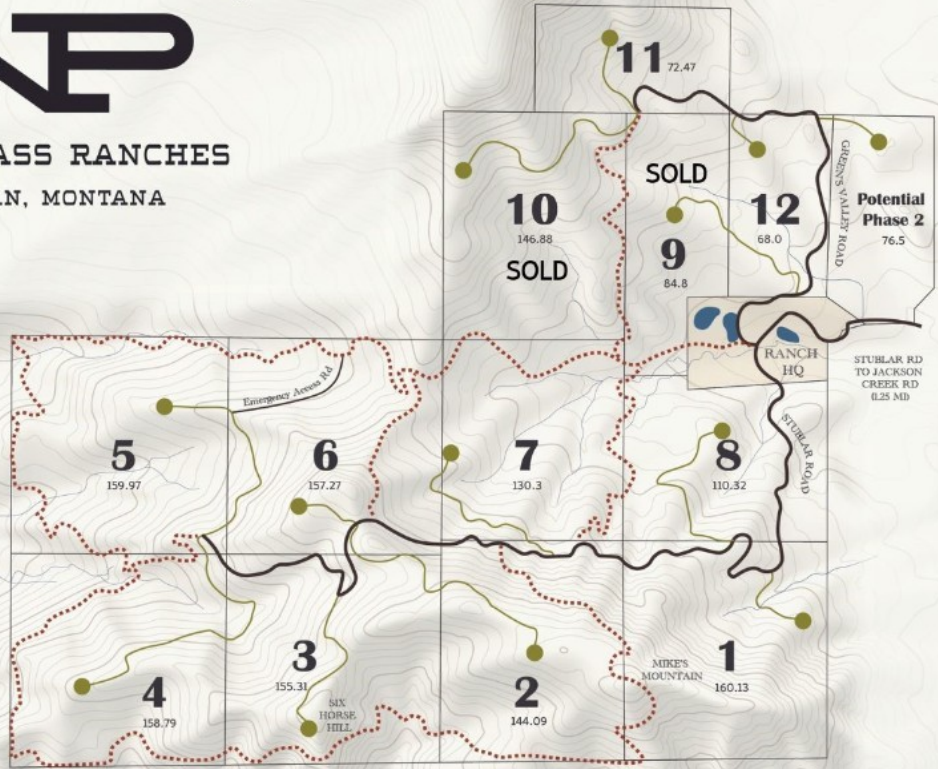 ASS RANCHES
N, MONTANA
11 72.47
SOLD
10
146.88
SOLD
9
84.8
12
68.0
GREEN'S VALLEY ROAD
Potential
Phase 2
76.5
RANCH
HQ
STUBLAR RD
TO JACKSON
CREEK RD
(1.25 MI)
Emergency Access Rd
5
159.97
6
157.27
7
130.3
8
110.32
STUBLAR ROAD
4
158.79
3
155.31
SIX
HORSE
HILL
2
144.09
MIKE'S
MOUNTAIN
1
160.13